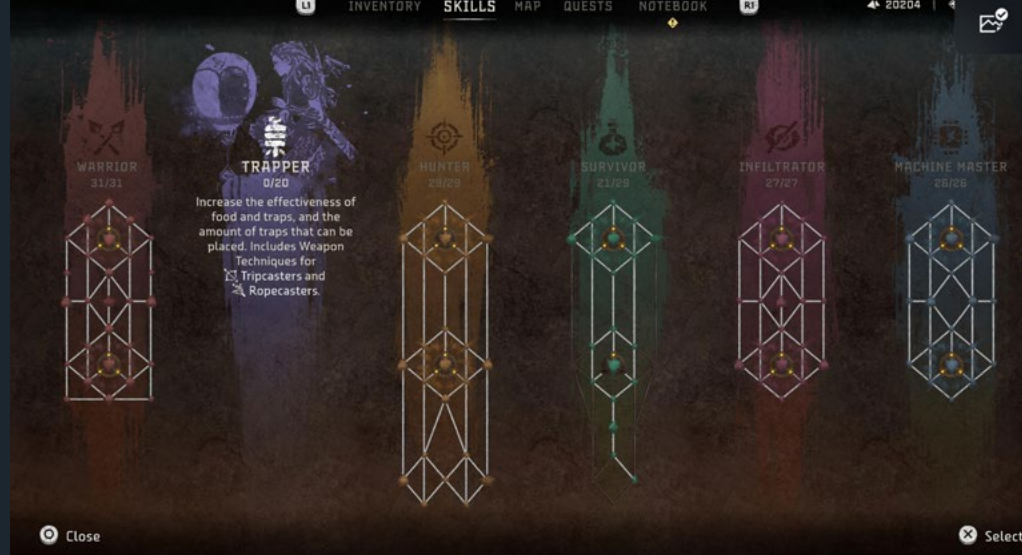 L1 INVENTORY SKILLS MAP QUESTS NOTEBOOK R1 20204
WARRIOR
31/31
TRAPPER
0/20
Increase the effectiveness of
food and traps, and the
amount of traps that can be
placed. Includes Weapon
Techniques for
Tripcasters and
Ropecasters.
HUNTER
29/29
SURVIVOR
21/29
INFILTRATOR
27/27
MACHINE MASTER
26/26
Close
Select